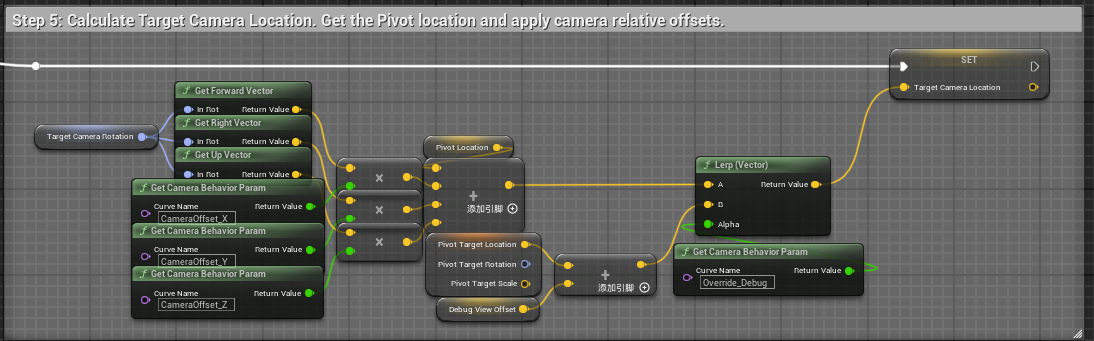 Step 5: Calculate Target Camera Location. Get the Pivot location and apply camera relative offsets.
SET
Target Camera Location
Get Forward Vector
In Rot Return Value
Get Right Vector
In Rot Return Value
Get Up Vector
In Rot Return Value
Target Camera Rotation
Get Camera Behavior Param
Curve Name Return Value
CameraOffset_X
Get Camera Behavior Param
Curve Name Return Value
CameraOffset_Y
Get Camera Behavior Param
Curve Name Return Value
CameraOffset_Z
×
×
×
Pivot Location
+
添加引脚 +
Pivot Target Location
Pivot Target Rotation
Pivot Target Scale
Debug View Offset
+
添加引脚 +
Lerp (Vector)
A Return Value
B
Alpha
Get Camera Behavior Param
Curve Name Return Value
Override_Debug